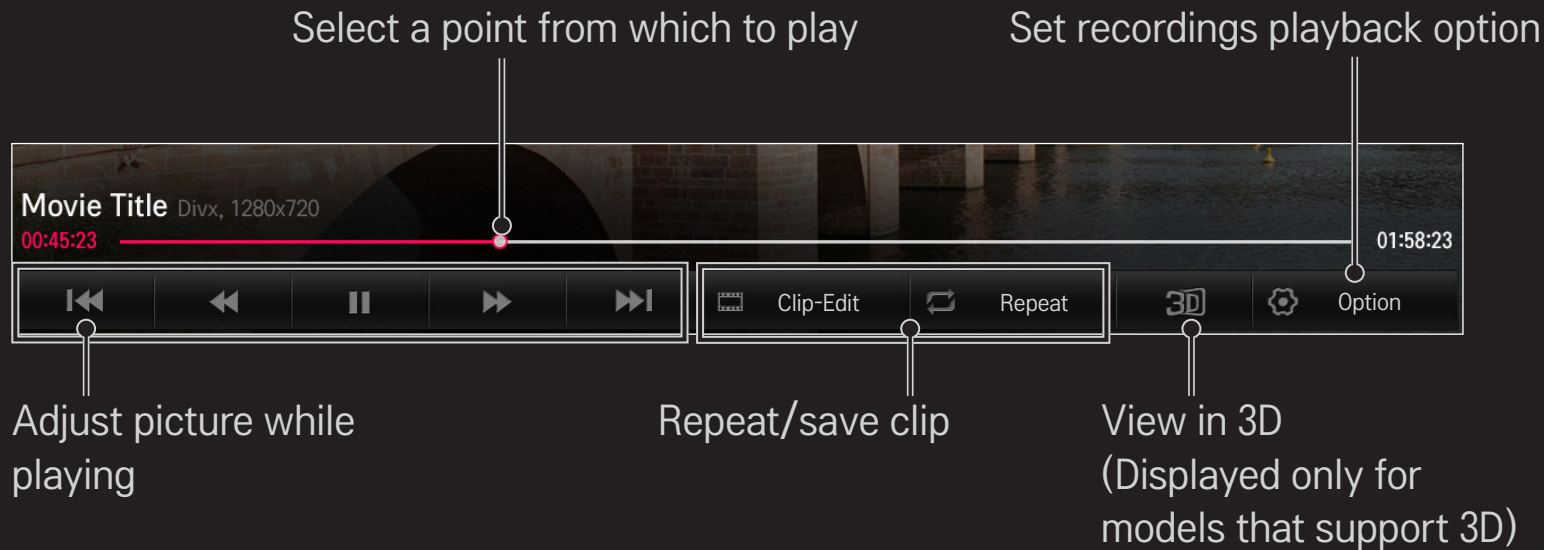 Select a point from which to play
Set recordings playback option
Movie Title Divx, 1280x720
00:45:23
01:58:23
Clip-Edit
Repeat
3D
Option
Adjust picture while
playing
Repeat/save clip
View in 3D
(Displayed only for
models that support 3D)